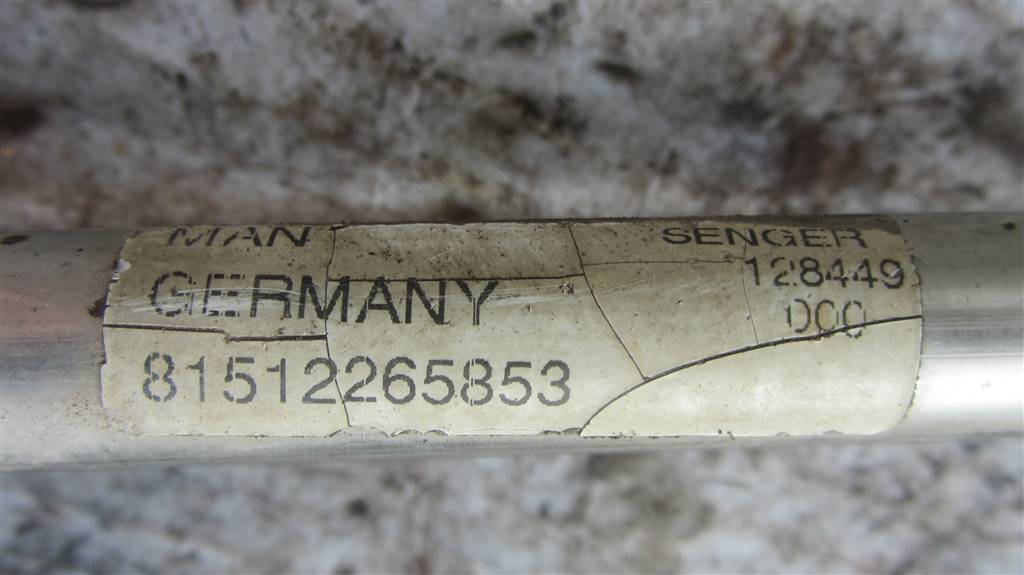 MAN
GERMANY
81512265853
SENGER
128449
000